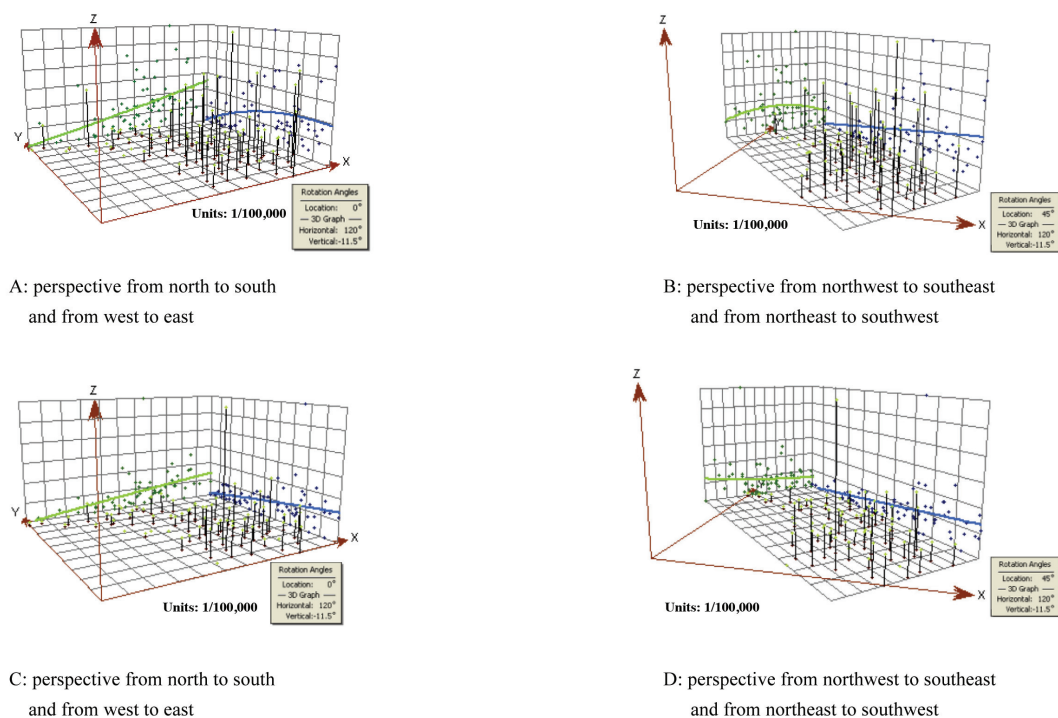 Z
Y
X
Units: 1/100,000
Rotation Angles
Location: 0°
— 3D Graph —
Horizontal: 120°
Vertical:-11.5°
A: perspective from north to south
and from west to east
Z
X
Units: 1/100,000
Rotation Angles
Location: 45°
— 3D Graph —
Horizontal: 120°
Vertical:-11.5°
B: perspective from northwest to southeast
and from northeast to southwest
Z
Y
X
Units: 1/100,000
Rotation Angles
Location: 0°
— 3D Graph —
Horizontal: 120°
Vertical:-11.5°
C: perspective from north to south
and from west to east
Z
X
Units: 1/100,000
Rotation Angles
Location: 45°
— 3D Graph —
Horizontal: 120°
Vertical:-11.5°
D: perspective from northwest to southeast
and from northeast to southwest